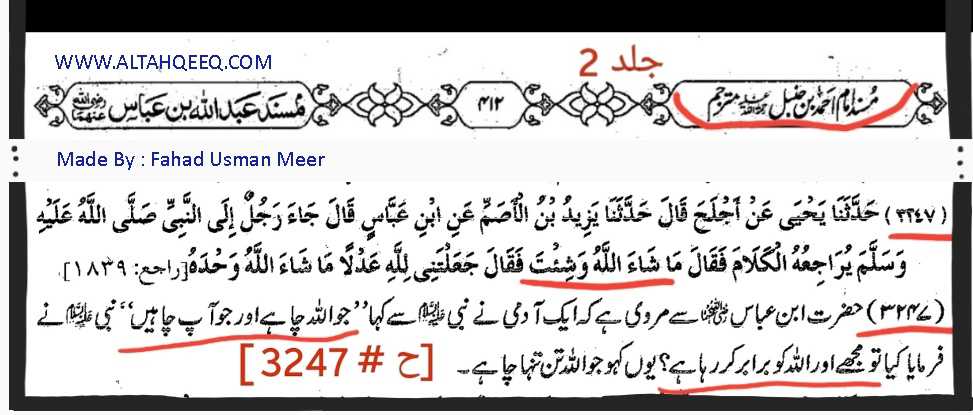 WWW.ALTAHQEEQ.COM
جلد 2
مُسنَد امام احمد بن حنبل رحمۃ اللہ علیہ مترجم
۴۱۲
مُسنَد عبد اللہ بن عباس رضی اللہ عنہما
Made By : Fahad Usman Meer
(۳۲۴۷) حَدَّثَنَا يَحْيَى عَنْ أَجْلَحَ قَالَ حَدَّثَنَا يَزِيدُ بْنُ الْأَصَمِّ عَنِ ابْنِ عَبَّاسٍ قَالَ جَاءَ رَجُلٌ إِلَى النَّبِيِّ صَلَّى اللَّهُ عَلَيْهِ
وَسَلَّمَ يُرَاجِعُهُ الْكَلَامَ فَقَالَ مَا شَاءَ اللَّهُ وَشِئْتَ فَقَالَ جَعَلْتَنِي لِلَّهِ عَدْلًا مَا شَاءَ اللَّهُ وَحْدَهُ [راجع: ۱۸۳۹].
(۳۲۴۷) حضرت ابن عباس رضی اللہ عنہ سے مروی ہے کہ ایک آدمی نے نبی علیہ السلام سے کہا ’’جو اللہ چاہے اور جو آپ چاہیں‘‘ نبی علیہ السلام نے
فرمایا کیا تو مجھے اور اللہ کو برابر کر رہا ہے؟ یوں کہو جو اللہ تن تنہا چاہے۔
[ح # 3247]